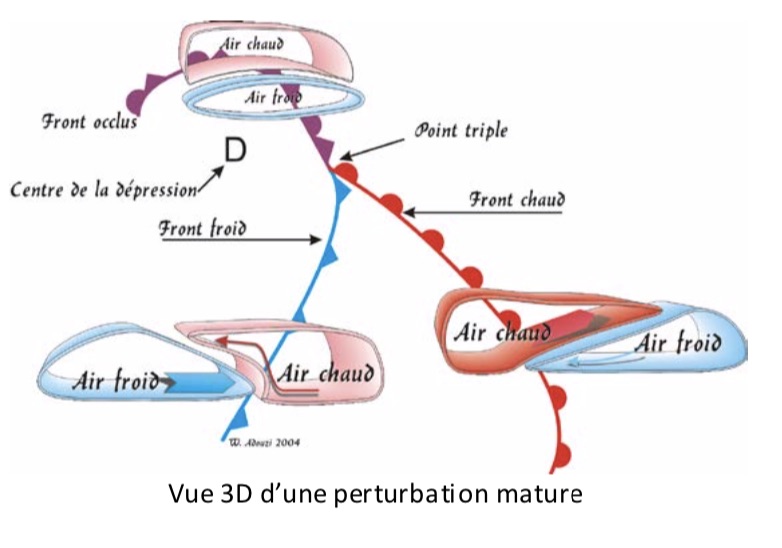 Air chaud
Air froid
Front occlus
D
Point triple
Centre de la dépression
Front chaud
Front froid
Air froid
Air chaud
Air chaud
Air froid
2004
Vue 3D d’une perturbation mature